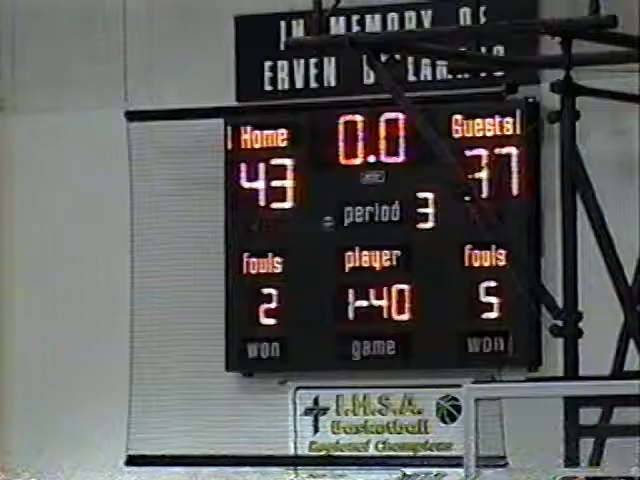 IN MEMORY OF
ERVEN
Home 0.0 Guests
43 37
period 3
fouls player fouls
2 1-40 5
won game won
I.H.S.A.
Basketball
Regional Champions